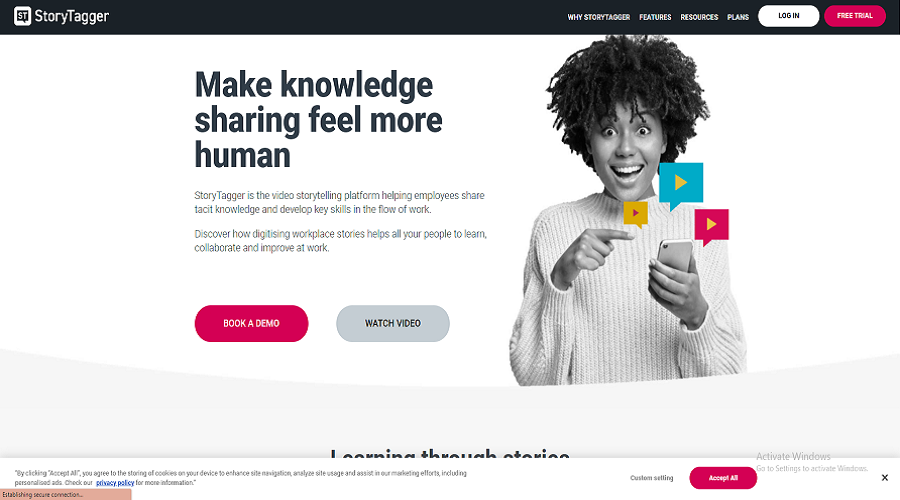 ST StoryTagger
WHY STORYTAGGER FEATURES RESOURCES PLANS LOG IN FREE TRIAL
Make knowledge
sharing feel more
human
StoryTagger is the video storytelling platform helping employees share
tacit knowledge and develop key skills in the flow of work.
Discover how digitising workplace stories helps all your people to learn,
collaborate and improve at work.
BOOK A DEMO WATCH VIDEO
Learning through stories
"By clicking "Accept All", you agree to the storing of cookies on your device to enhance site navigation, analyze site usage and assist in our marketing efforts, including
personalised ads. Check our privacy policy for more information."
Custom setting Accept All
Activate Windows
Go to Settings to activate Windows.
Establishing secure connection...